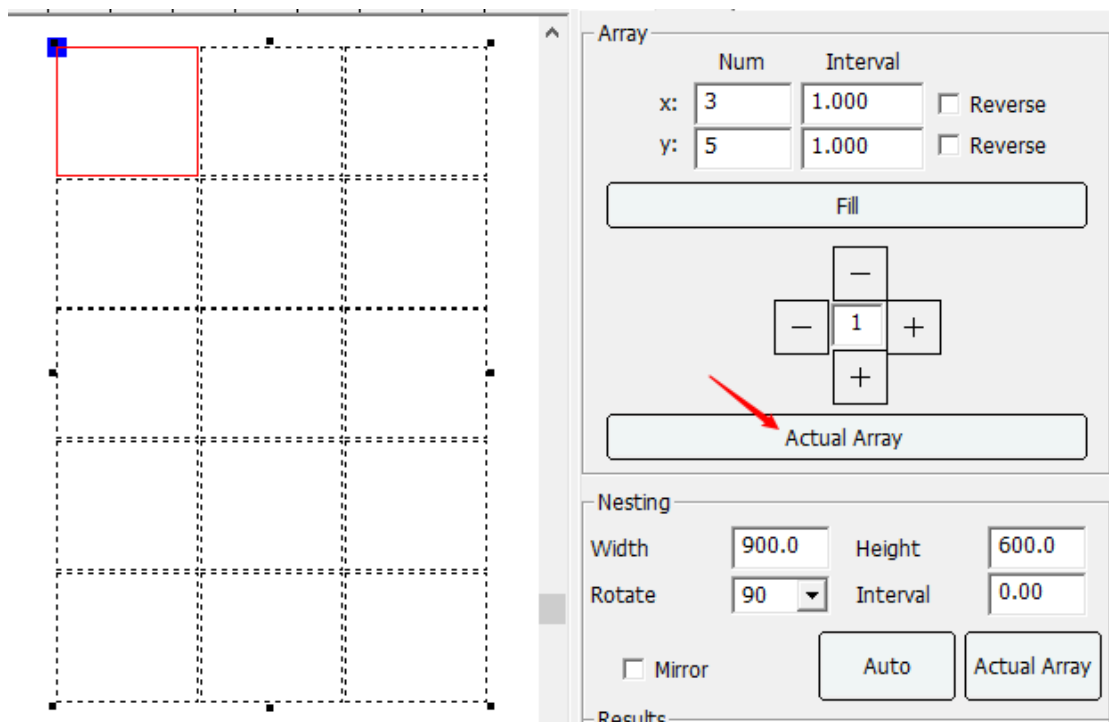 Array
Num Interval
x: 3 1.000 Reverse
y: 5 1.000 Reverse
Fill
−
− 1 +
+
Actual Array
Nesting
Width 900.0 Height 600.0
Rotate 90 Interval 0.00
Mirror Auto Actual Array
Results